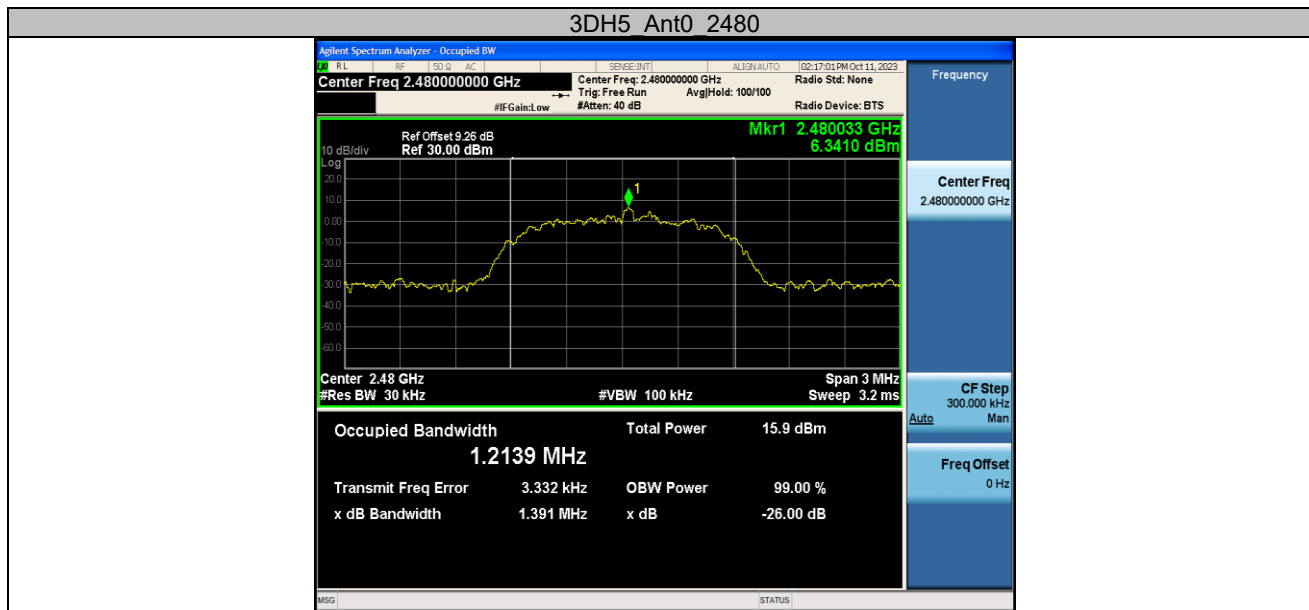 3DH5_Ant0_2480
Agilent Spectrum Analyzer - Occupied BW
RL RF 50 Ω AC SENSE:INT ALIGN AUTO 02:17:01 PM Oct 11, 2023
Center Freq 2.480000000 GHz
Center Freq: 2.480000000 GHz Radio Std: None
Trig: Free Run Avg|Hold: 100/100
#IFGain:Low #Atten: 40 dB Radio Device: BTS
Frequency
Ref Offset 9.26 dB
10 dB/div Ref 30.00 dBm
Mkr1 2.480033 GHz
6.3410 dBm
Log
20.0
10.0
0.00
-10.0
-20.0
-30.0
-40.0
-50.0
-60.0
1
Center 2.48 GHz Span 3 MHz
#Res BW 30 kHz #VBW 100 kHz Sweep 3.2 ms
Occupied Bandwidth Total Power 15.9 dBm
1.2139 MHz
Transmit Freq Error 3.332 kHz OBW Power 99.00 %
x dB Bandwidth 1.391 MHz x dB -26.00 dB
Center Freq
2.480000000 GHz
CF Step
300.000 kHz
Auto Man
Freq Offset
0 Hz
MSG STATUS